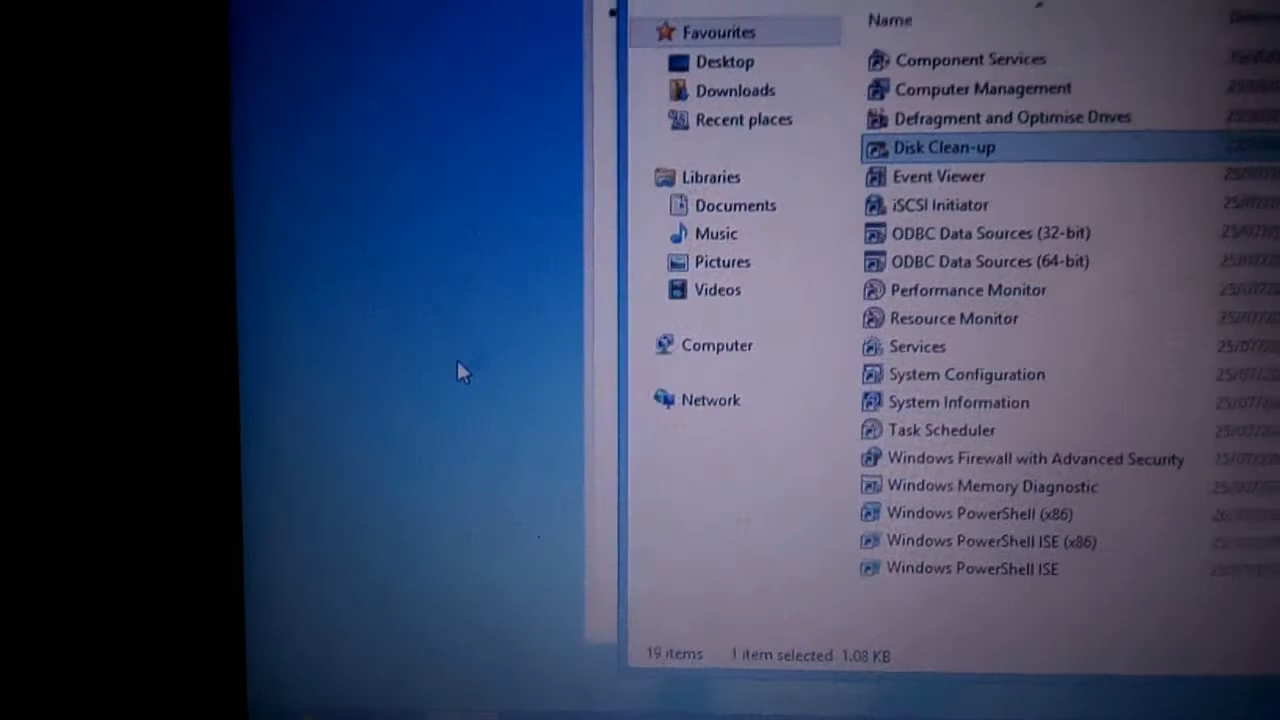 Favourites
Desktop
Downloads
Recent places
Libraries
Documents
Music
Pictures
Videos
Computer
Network
Name
Component Services
Computer Management
Defragment and Optimise Drives
Disk Clean-up
Event Viewer
iSCSI Initiator
ODBC Data Sources (32-bit)
ODBC Data Sources (64-bit)
Performance Monitor
Resource Monitor
Services
System Configuration
System Information
Task Scheduler
Windows Firewall with Advanced Security
Windows Memory Diagnostic
Windows PowerShell (x86)
Windows PowerShell ISE (x86)
Windows PowerShell ISE
19 items 1 item selected 1.08 KB